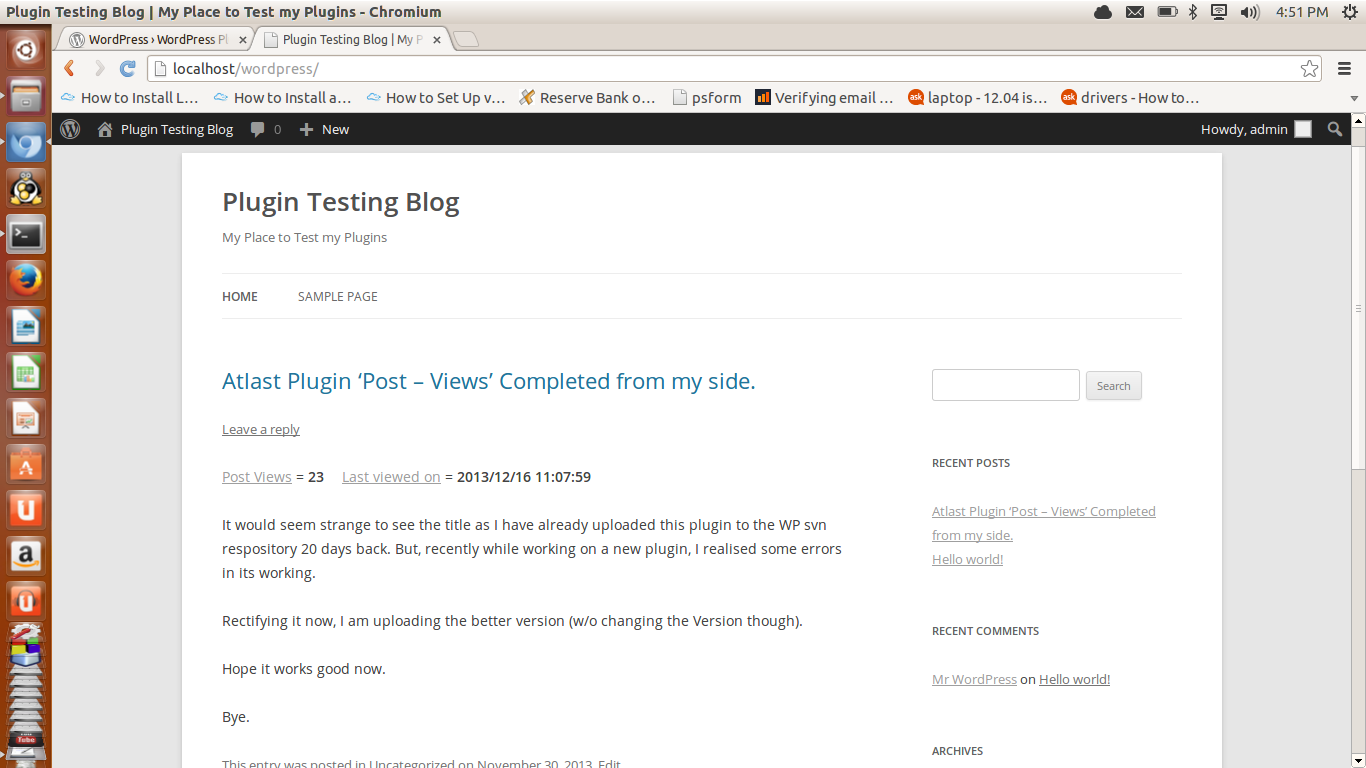 Plugin Testing Blog | My Place to Test my Plugins - Chromium
4:51 PM
WordPress › WordPress Pl
Plugin Testing Blog | My P
localhost/wordpress/
How to Install L…
How to Install a…
How to Set Up v…
Reserve Bank o…
psform
Verifying email …
laptop - 12.04 is…
drivers - How to…
Plugin Testing Blog
0
New
Howdy, admin
Plugin Testing Blog
My Place to Test my Plugins
HOME
SAMPLE PAGE
Atlast Plugin ‘Post – Views’ Completed from my side.
Leave a reply
Post Views = 23 Last viewed on = 2013/12/16 11:07:59
It would seem strange to see the title as I have already uploaded this plugin to the WP svn
respository 20 days back. But, recently while working on a new plugin, I realised some errors
in its working.
Rectifying it now, I am uploading the better version (w/o changing the Version though).
Hope it works good now.
Bye.
This entry was posted in Uncategorized on November 30, 2013. Edit
Search
RECENT POSTS
Atlast Plugin ‘Post – Views’ Completed
from my side.
Hello world!
RECENT COMMENTS
Mr WordPress on Hello world!
ARCHIVES